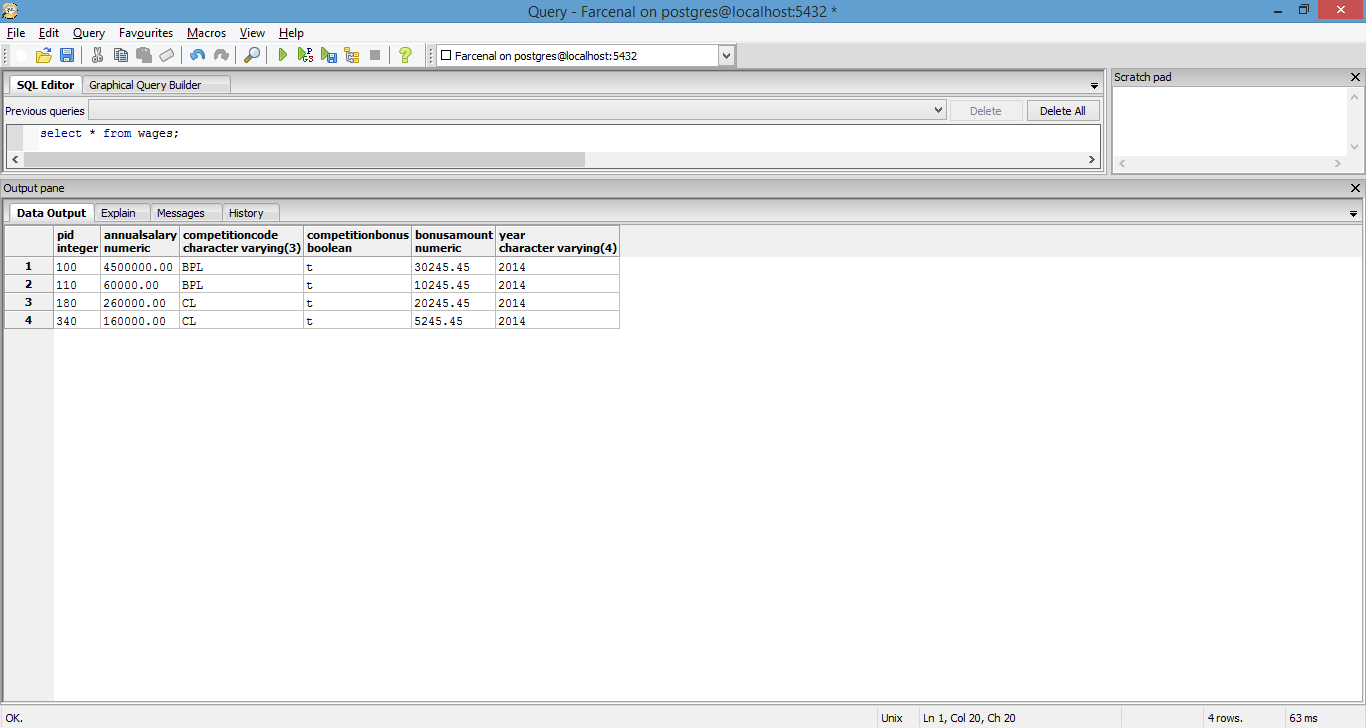 Query - Farcenal on postgres@localhost:5432 *
File Edit Query Favourites Macros View Help
Farcenal on postgres@localhost:5432
SQL Editor Graphical Query Builder
Scratch pad
Previous queries Delete Delete All
select * from wages;
Output pane
Data Output Explain Messages History
pid annualsalary competitioncode competitionbonus bonusamount year
integer numeric character varying(3) boolean numeric character varying(4)
1 100 4500000.00 BPL t 30245.45 2014
2 110 60000.00 BPL t 10245.45 2014
3 180 260000.00 CL t 20245.45 2014
4 340 160000.00 CL t 5245.45 2014
OK. Unix Ln 1, Col 20, Ch 20 4 rows. 63 ms